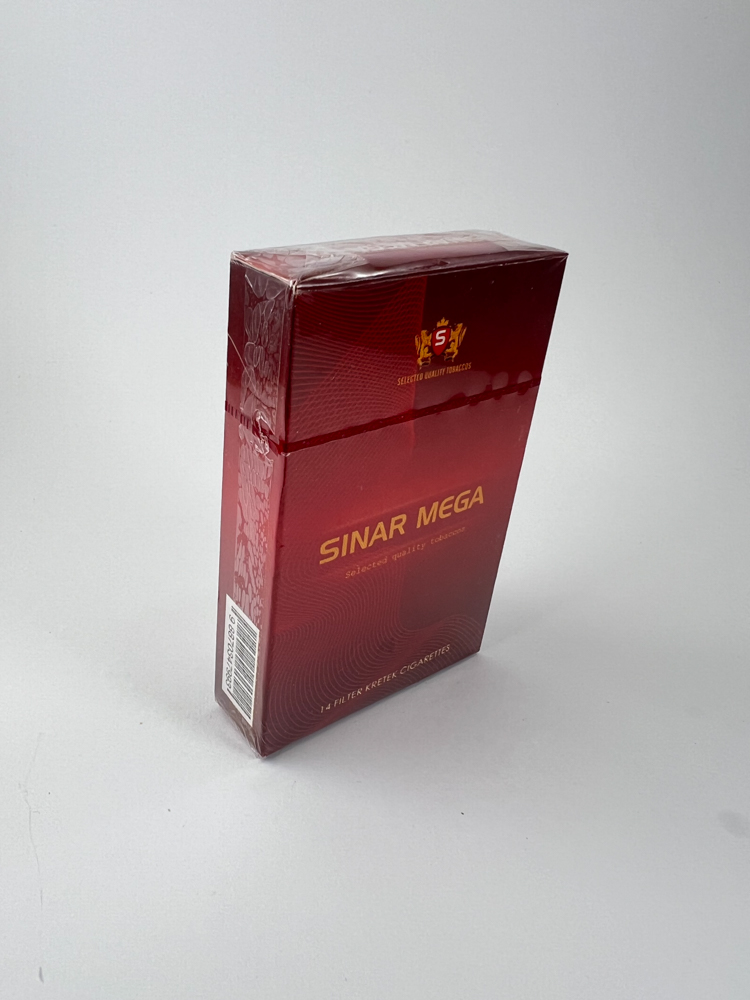 S
SELECTED QUALITY TOBACCOS
SINAR MEGA
Selected quality tobaccos
14 FILTER KRETEK CIGARETTES